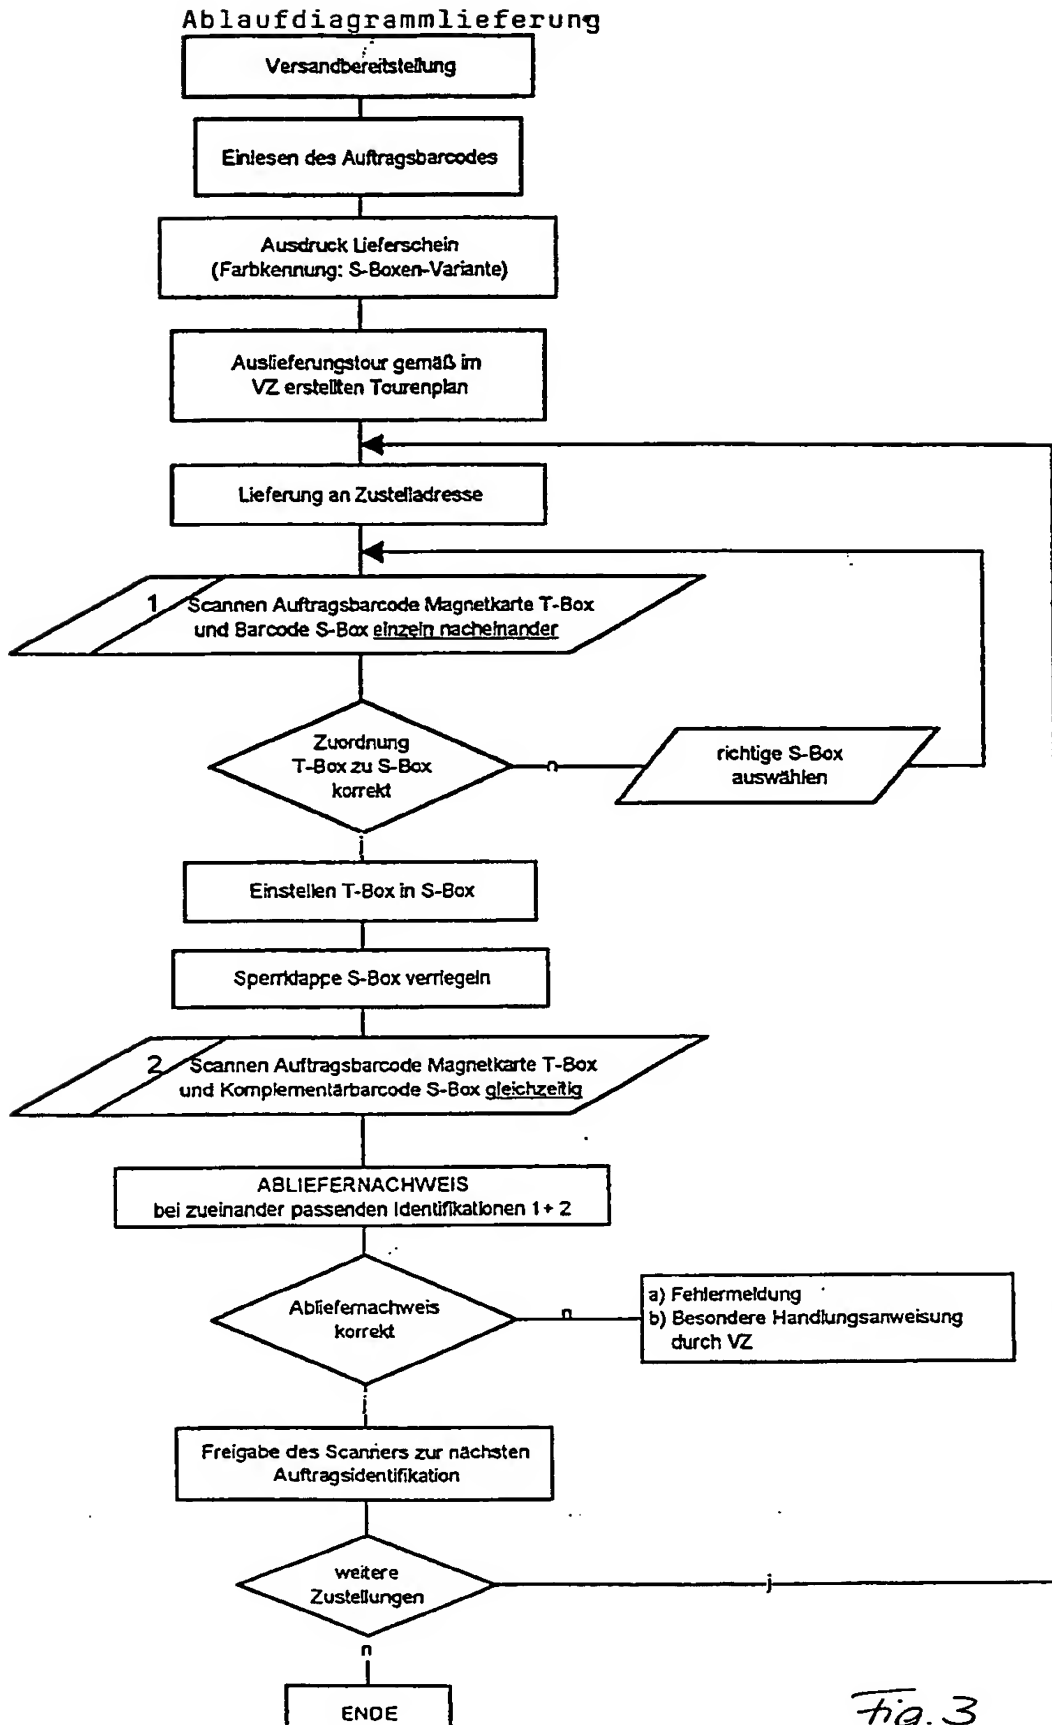 Ablaufdiagrammlieferung
Versandbereitstellung
Einlesen des Auftragsbarcodes
Ausdruck Lieferschein
(Farbkennung: S-Boxen-Variante)
Auslieferungstour gemäß im
VZ erstellten Tourenplan
Lieferung an Zustelladresse
1 Scannen Auftragsbarcode Magnetkarte T-Box
und Barcode S-Box einzeln nacheinander
Zuordnung
T-Box zu S-Box
korrekt
n
richtige S-Box
auswählen
j
Einstellen T-Box in S-Box
Sperrklappe S-Box verriegeln
2 Scannen Auftragsbarcode Magnetkarte T-Box
und Komplementärbarcode S-Box gleichzeitig
ABLIEFERNACHWEIS
bei zueinander passenden Identifikationen 1+ 2
Abliefernachweis
korrekt
n
a) Fehlermeldung
b) Besondere Handlungsanweisung
durch VZ
j
Freigabe des Scanners zur nächsten
Auftragsidentifikation
weitere
Zustellungen
j
n
ENDE
Fig. 3